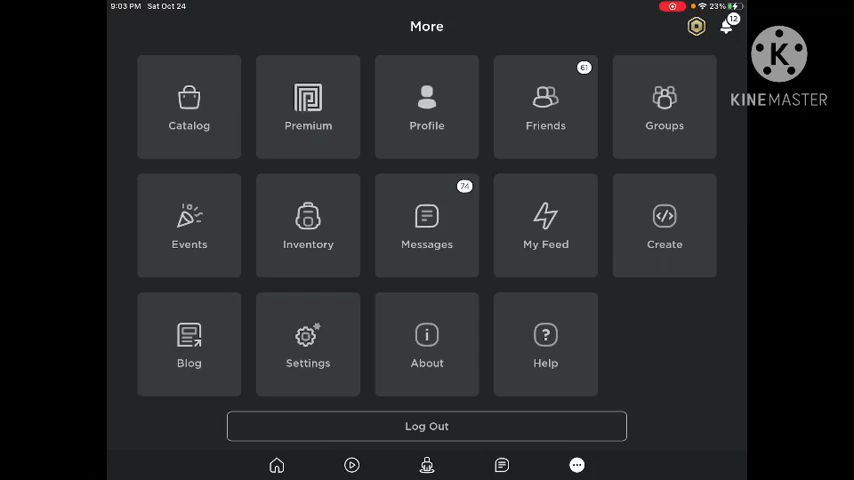 9:03 PM Sat Oct 24
23%
More
12
K
KINEMASTER
61
Catalog
Premium
Profile
Friends
Groups
74
Events
Inventory
Messages
My Feed
Create
Blog
Settings
About
Help
Log Out